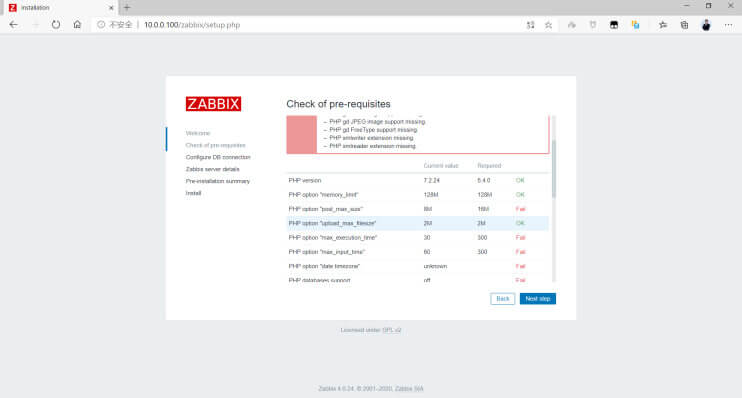 Installation
不安全 | 10.0.0.100/zabbix/setup.php
ZABBIX
Welcome
Check of pre-requisites
Configure DB connection
Zabbix server details
Pre-installation summary
Install
Check of pre-requisites
– PHP gd JPEG image support missing.
– PHP gd FreeType support missing.
– PHP xmlwriter extension missing.
– PHP xmlreader extension missing.
Current value Required
PHP version 7.2.24 5.4.0 OK
PHP option "memory_limit" 128M 128M OK
PHP option "post_max_size" 8M 16M Fail
PHP option "upload_max_filesize" 2M 2M OK
PHP option "max_execution_time" 30 300 Fail
PHP option "max_input_time" 60 300 Fail
PHP option "date.timezone" unknown Fail
PHP databases support off Fail
Back Next step
Licensed under GPL v2
Zabbix 4.0.24. © 2001–2020, Zabbix SIA